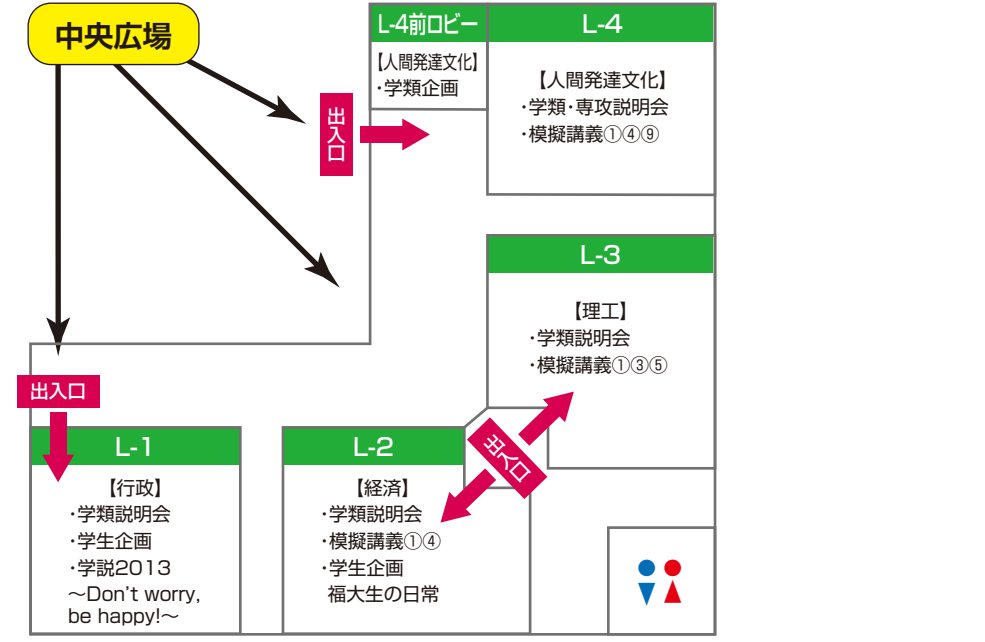 中央広場
L-4前ロビー
【人間発達文化】
・学類企画
L-4
【人間発達文化】
・学類・専攻説明会
・模擬講義①④⑨
出入口
L-3
【理工】
・学類説明会
・模擬講義①③⑤
出入口
L-1
【行政】
・学類説明会
・学生企画
・学説2013
～Don't worry,
be happy!～
L-2
【経済】
・学類説明会
・模擬講義①④
・学生企画
福大生の日常
出入口